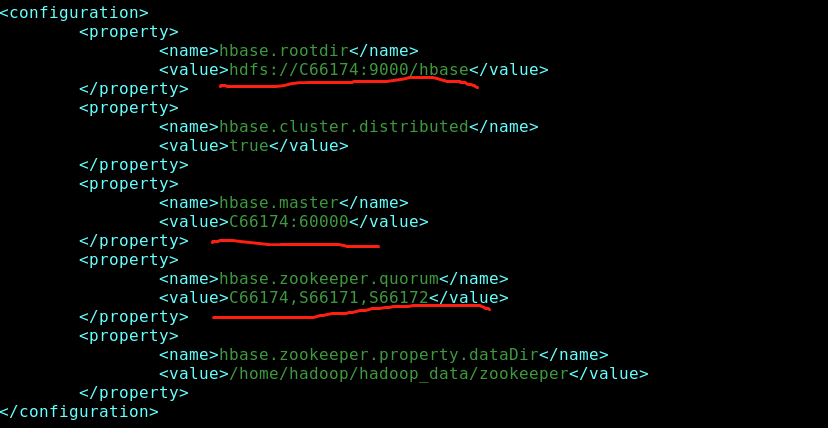 <configuration>
<property>
<name>hbase.rootdir</name>
<value>hdfs://C66174:9000/hbase</value>
</property>
<property>
<name>hbase.cluster.distributed</name>
<value>true</value>
</property>
<property>
<name>hbase.master</name>
<value>C66174:60000</value>
</property>
<property>
<name>hbase.zookeeper.quorum</name>
<value>C66174,S66171,S66172</value>
</property>
<property>
<name>hbase.zookeeper.property.dataDir</name>
<value>/home/hadoop/hadoop_data/zookeeper</value>
</property>
</configuration>